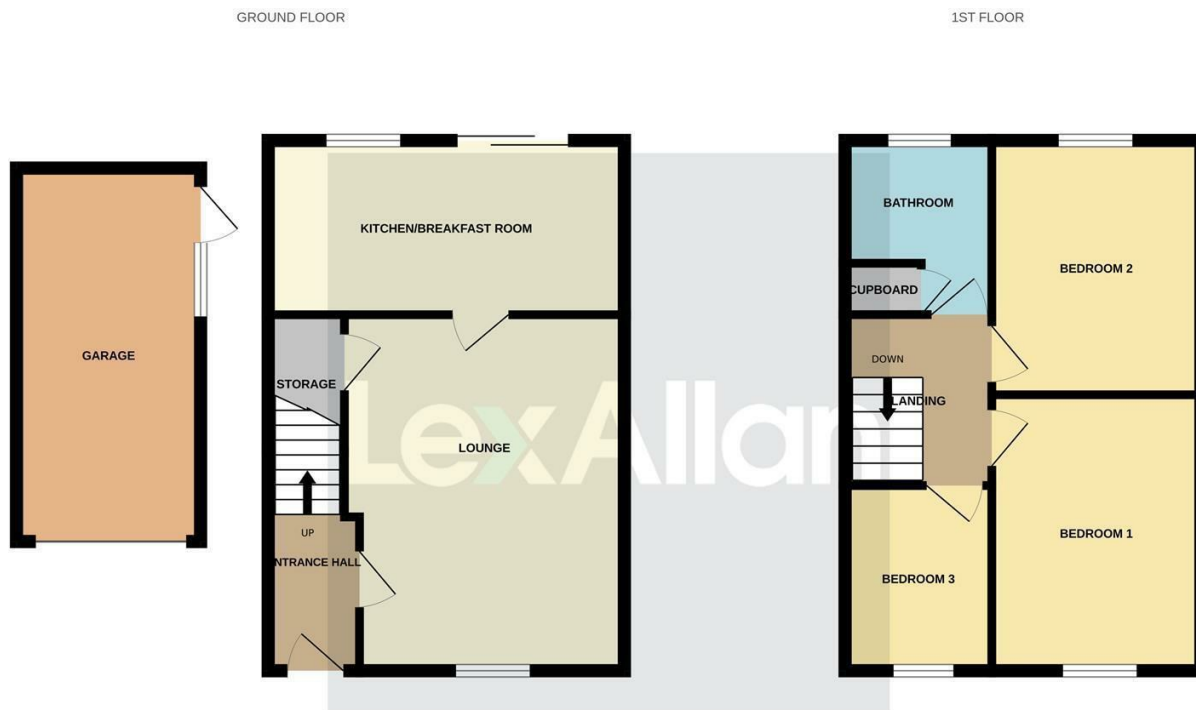 GROUND FLOOR
1ST FLOOR
BATHROOM
KITCHEN/BREAKFAST ROOM
BEDROOM 2
CUPBOARD
GARAGE
DOWN
STORAGE
LANDING
LexAllan
LOUNGE
UP
BEDROOM 1
ENTRANCE HALL
BEDROOM 3